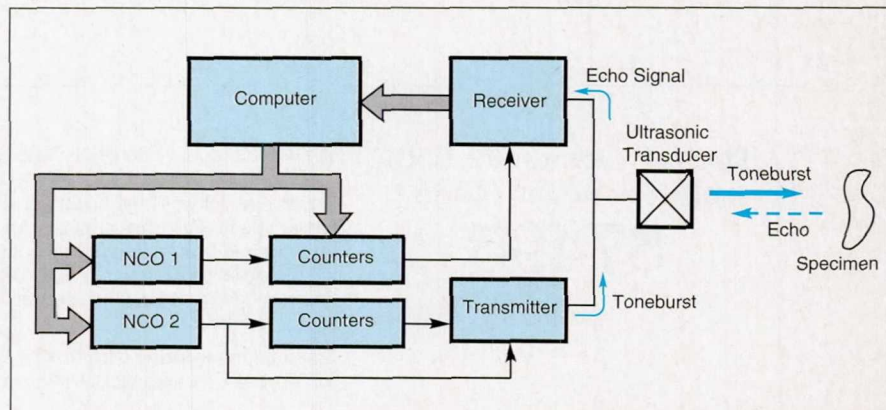 Computer
Receiver
Echo Signal
Ultrasonic
Transducer
Toneburst
Echo
Specimen
NCO 1
Counters
NCO 2
Counters
Transmitter
Toneburst